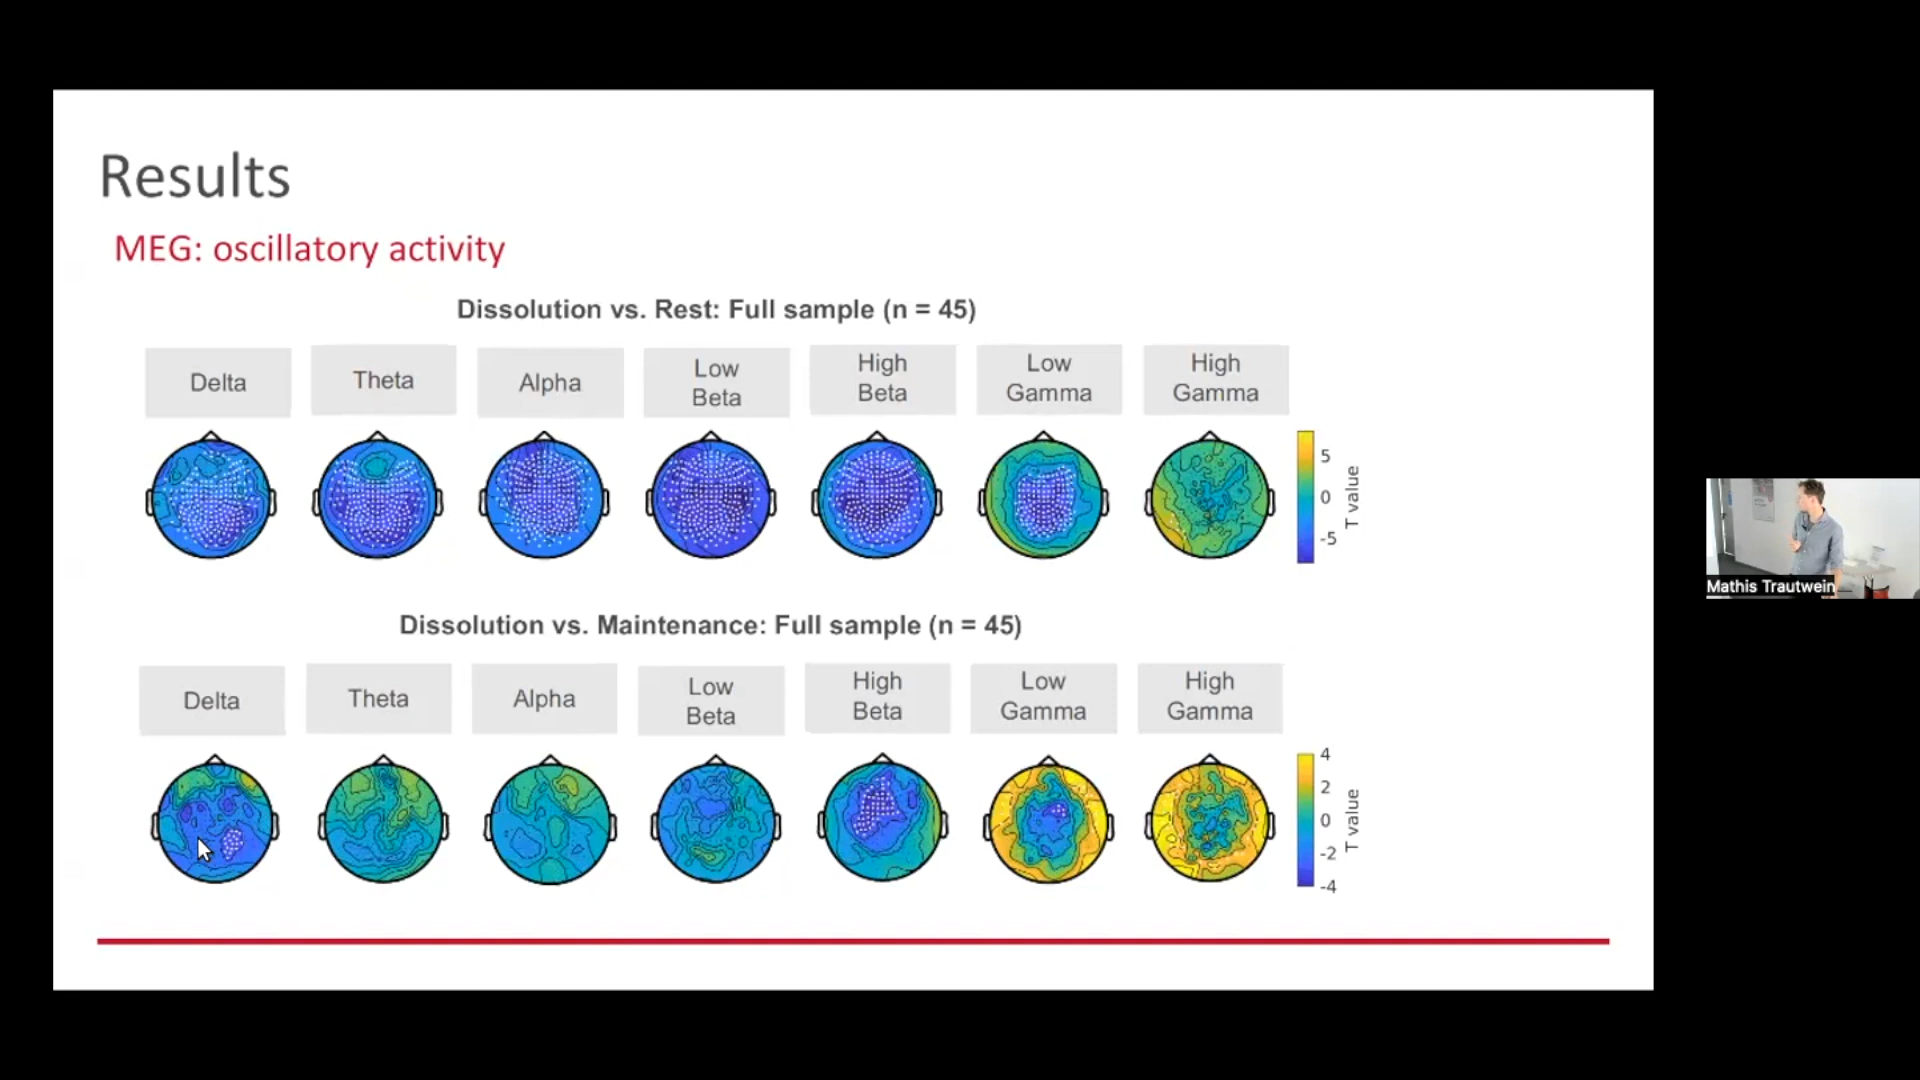 Results
MEG: oscillatory activity
Dissolution vs. Rest: Full sample (n = 45)
Delta
Theta
Alpha
Low
Beta
High
Beta
Low
Gamma
High
Gamma
5
0
-5
T value
Dissolution vs. Maintenance: Full sample (n = 45)
Delta
Theta
Alpha
Low
Beta
High
Beta
Low
Gamma
High
Gamma
4
2
0
-2
-4
T value
Mathis Trautwein